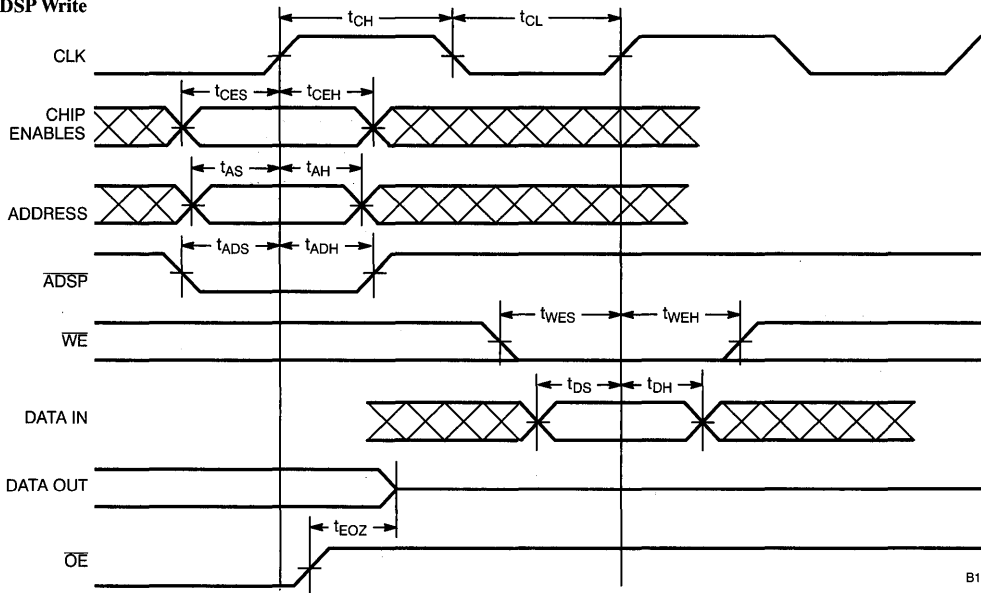 DSP Write
tCH
tCL
CLK
tCES
tCEH
CHIP
ENABLES
tAS
tAH
ADDRESS
tADS
tADH
ADSP
tWES
tWEH
WE
tDS
tDH
DATA IN
DATA OUT
tEOZ
OE
B1